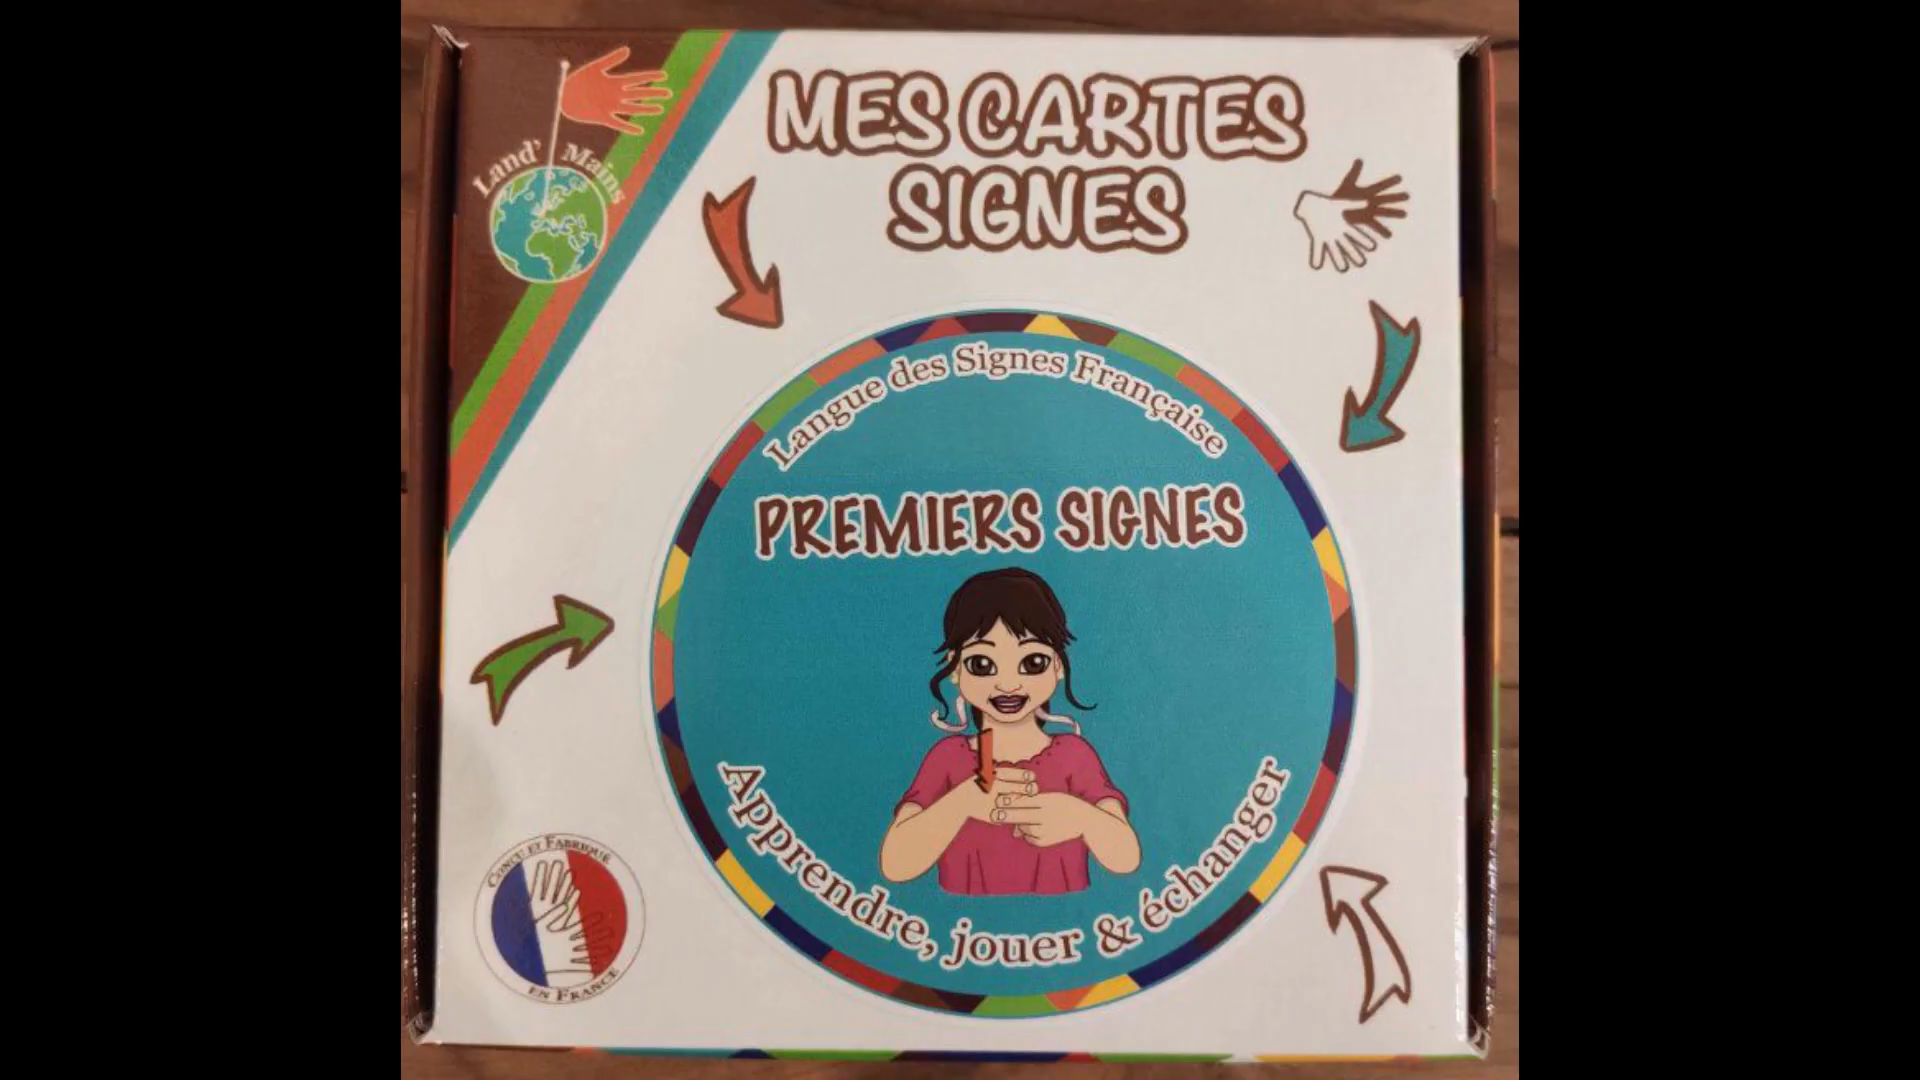 Land' Mains
MES CARTES
SIGNES
Langue des Signes Française
PREMIERS SIGNES
Apprendre, jouer & échanger
CONÇU ET FABRIQUÉ
EN FRANCE